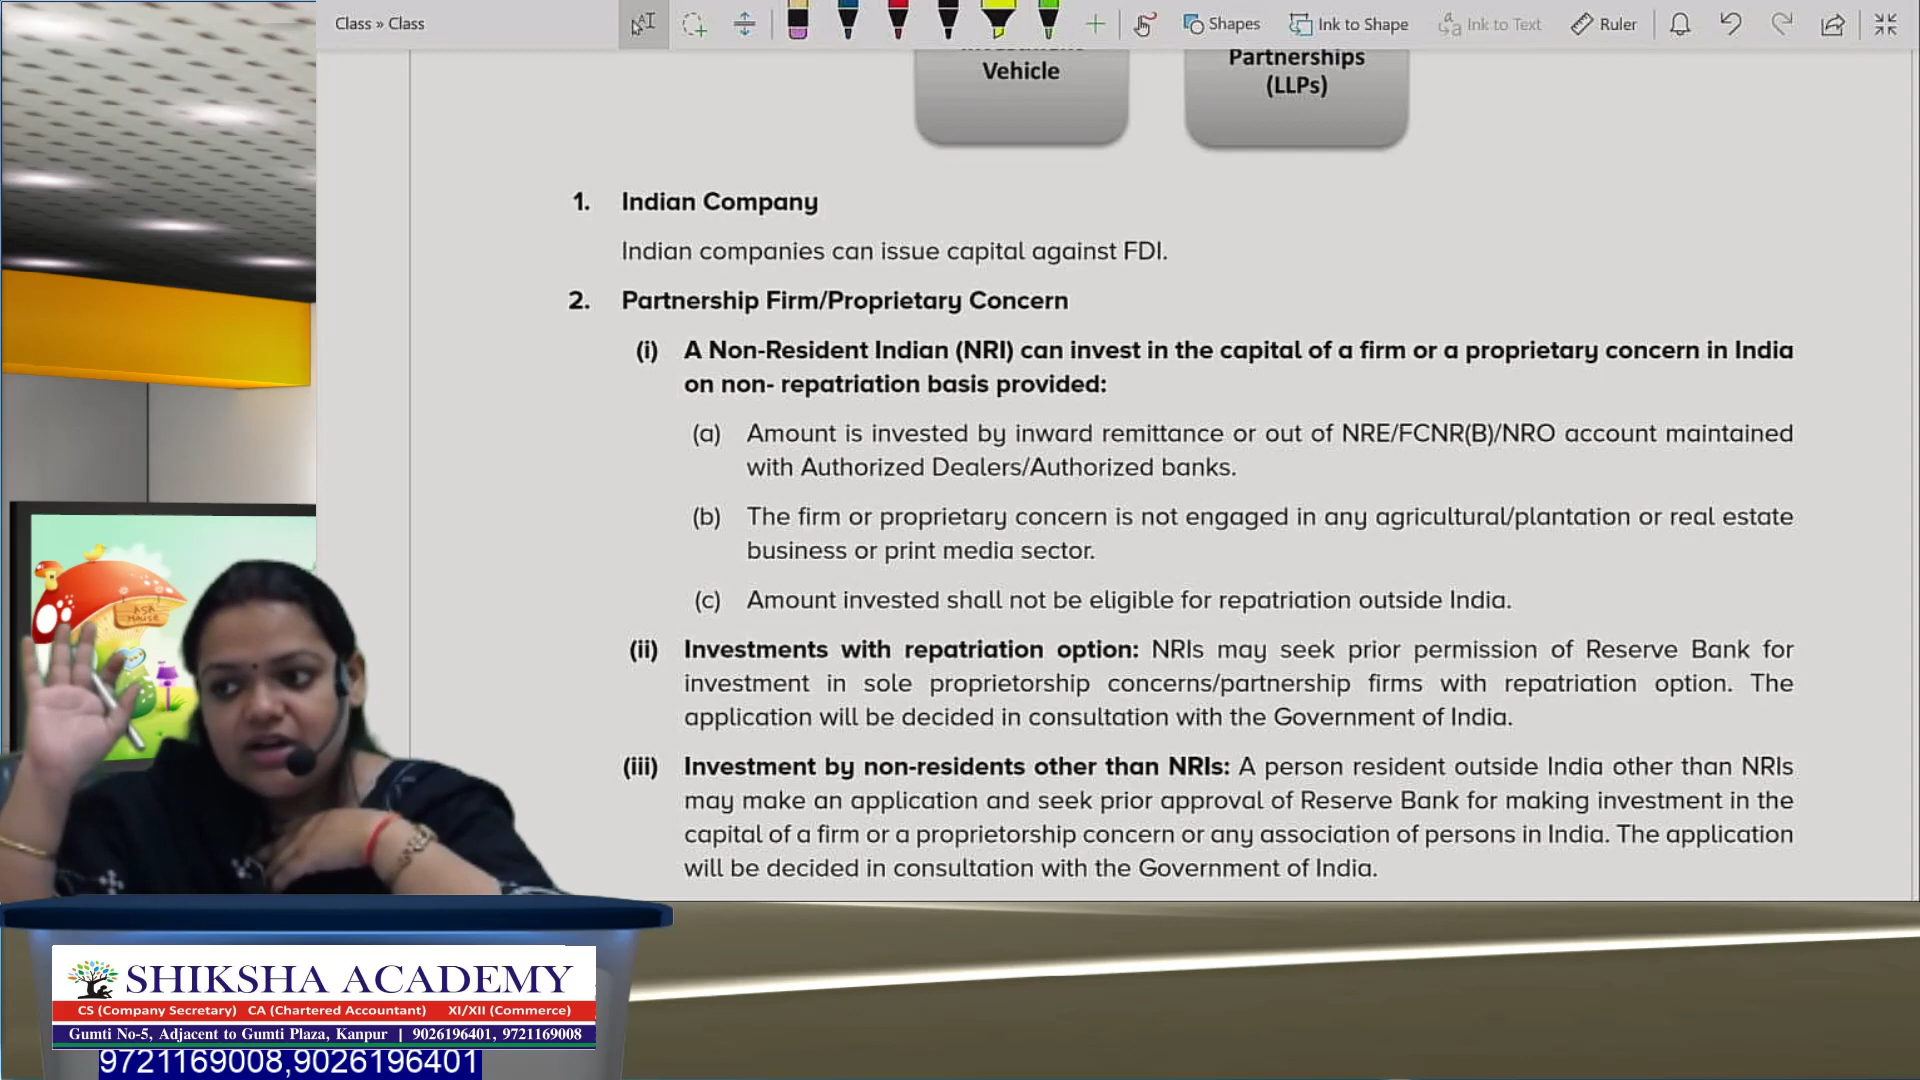 Class » Class
Shapes
Ink to Shape
Ink to Text
Ruler
Vehicle
Partnerships
(LLPs)
1. Indian Company
Indian companies can issue capital against FDI.
2. Partnership Firm/Proprietary Concern
(i) A Non-Resident Indian (NRI) can invest in the capital of a firm or a proprietary concern in India
on non- repatriation basis provided:
(a) Amount is invested by inward remittance or out of NRE/FCNR(B)/NRO account maintained
with Authorized Dealers/Authorized banks.
(b) The firm or proprietary concern is not engaged in any agricultural/plantation or real estate
business or print media sector.
(c) Amount invested shall not be eligible for repatriation outside India.
(ii) Investments with repatriation option: NRIs may seek prior permission of Reserve Bank for
investment in sole proprietorship concerns/partnership firms with repatriation option. The
application will be decided in consultation with the Government of India.
(iii) Investment by non-residents other than NRIs: A person resident outside India other than NRIs
may make an application and seek prior approval of Reserve Bank for making investment in the
capital of a firm or a proprietorship concern or any association of persons in India. The application
will be decided in consultation with the Government of India.
ASA
HOUSE
SHIKSHA ACADEMY
CS (Company Secretary) CA (Chartered Accountant) XI/XII (Commerce)
Gumti No-5, Adjacent to Gumti Plaza, Kanpur | 9026196401, 9721169008
9721169008,9026196401